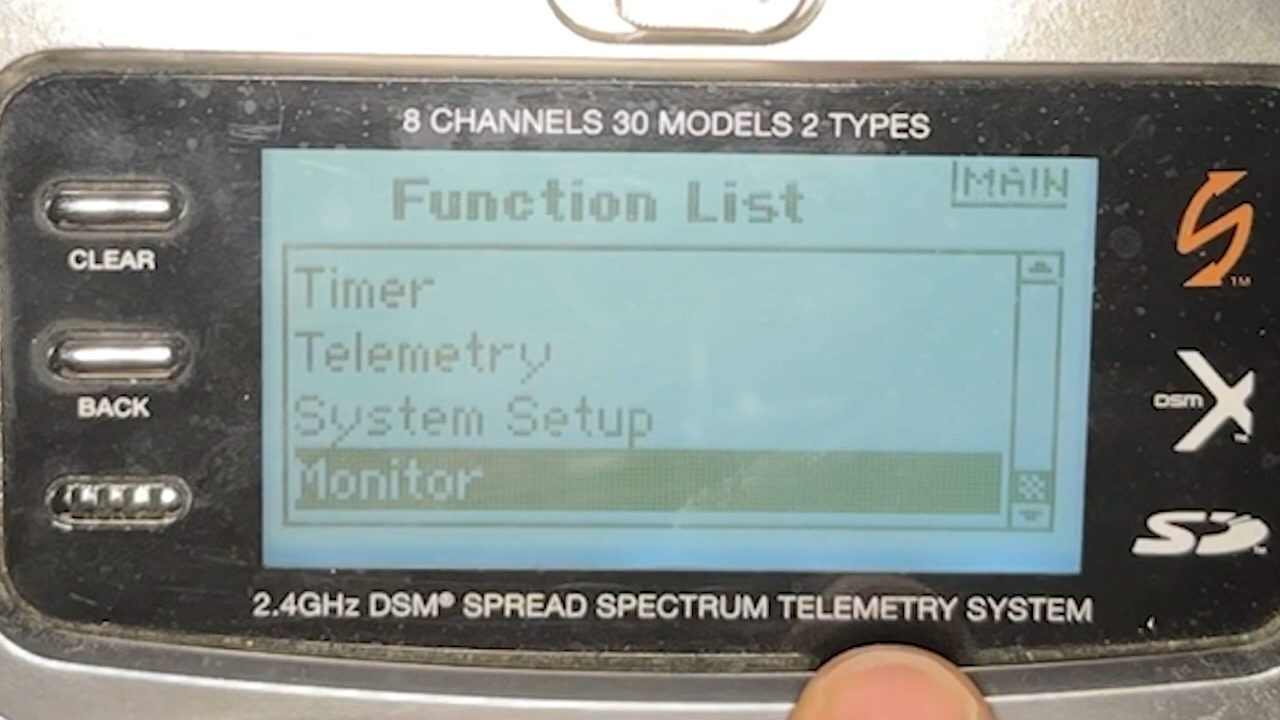 8 CHANNELS 30 MODELS 2 TYPES
Function List
MAIN
CLEAR
Timer
Telemetry
BACK
System Setup
Monitor
DSM X
SD
2.4GHz DSM® SPREAD SPECTRUM TELEMETRY SYSTEM